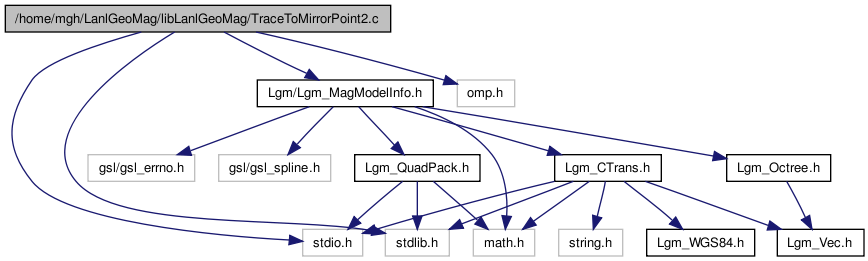 /home/mgh/LanlGeoMag/libLanlGeoMag/TraceToMirrorPoint2.c
Lgm/Lgm_MagModelInfo.h
omp.h
gsl/gsl_errno.h
gsl/gsl_spline.h
Lgm_QuadPack.h
Lgm_CTrans.h
Lgm_Octree.h
stdio.h
stdlib.h
math.h
string.h
Lgm_WGS84.h
Lgm_Vec.h